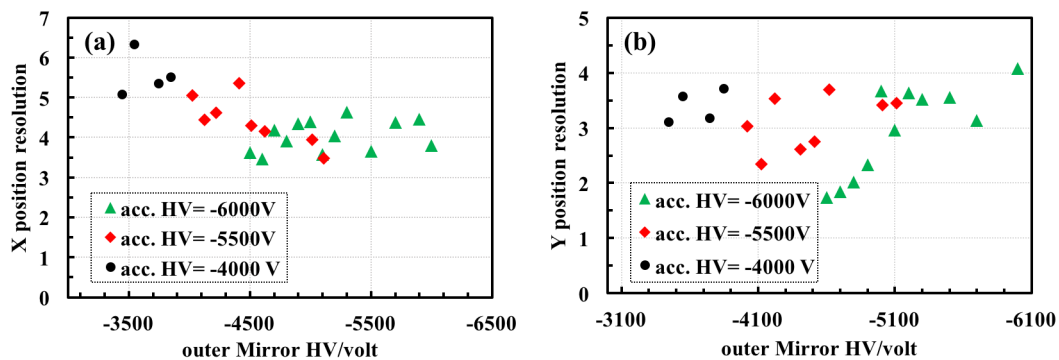 (a)
X position resolution
7
6
5
4
3
2
1
0
acc. HV= -6000V
acc. HV= -5500V
acc. HV= -4000 V
-3500
-4500
-5500
-6500
outer Mirror HV/volt
(b)
Y position resolution
5
4
3
2
1
0
acc. HV= -6000V
acc. HV= -5500V
acc. HV= -4000 V
-3100
-4100
-5100
-6100
outer Mirror HV/volt